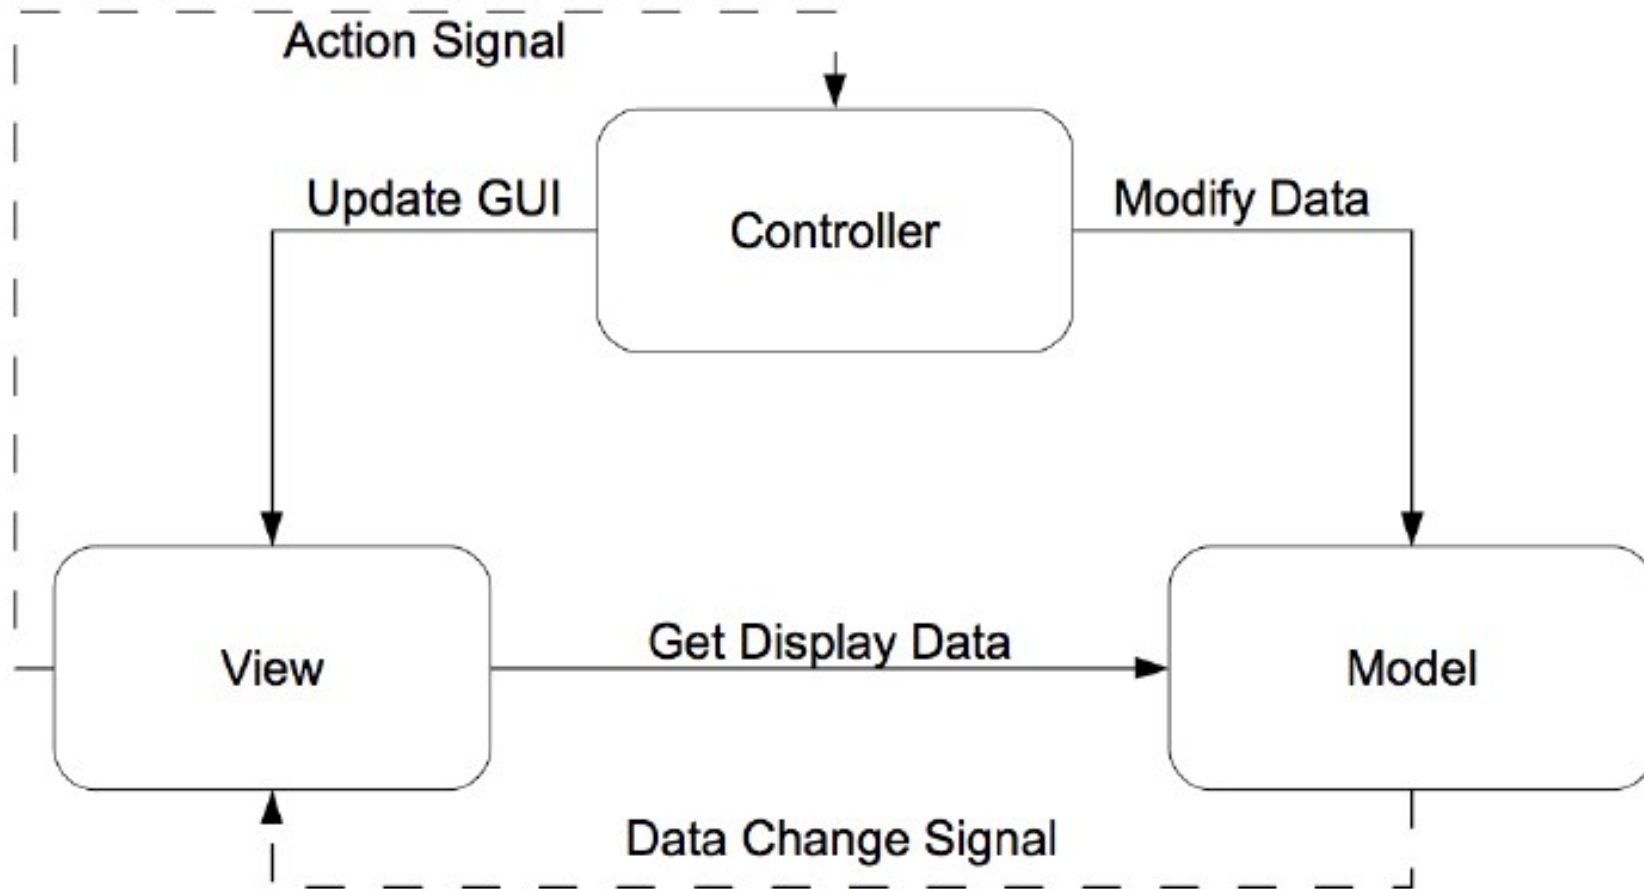 Action Signal
Update GUI
Controller
Modify Data
View
Get Display Data
Model
Data Change Signal